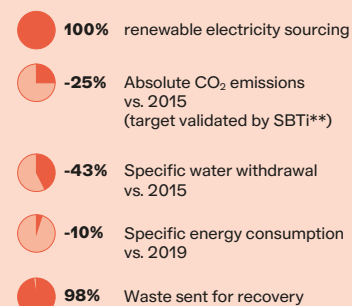 100% renewable electricity sourcing
-25% Absolute CO₂ emissions
vs. 2015
(target validated by SBTi**)
-43% Specific water withdrawal
vs. 2015
-10% Specific energy consumption
vs. 2019
98% Waste sent for recovery